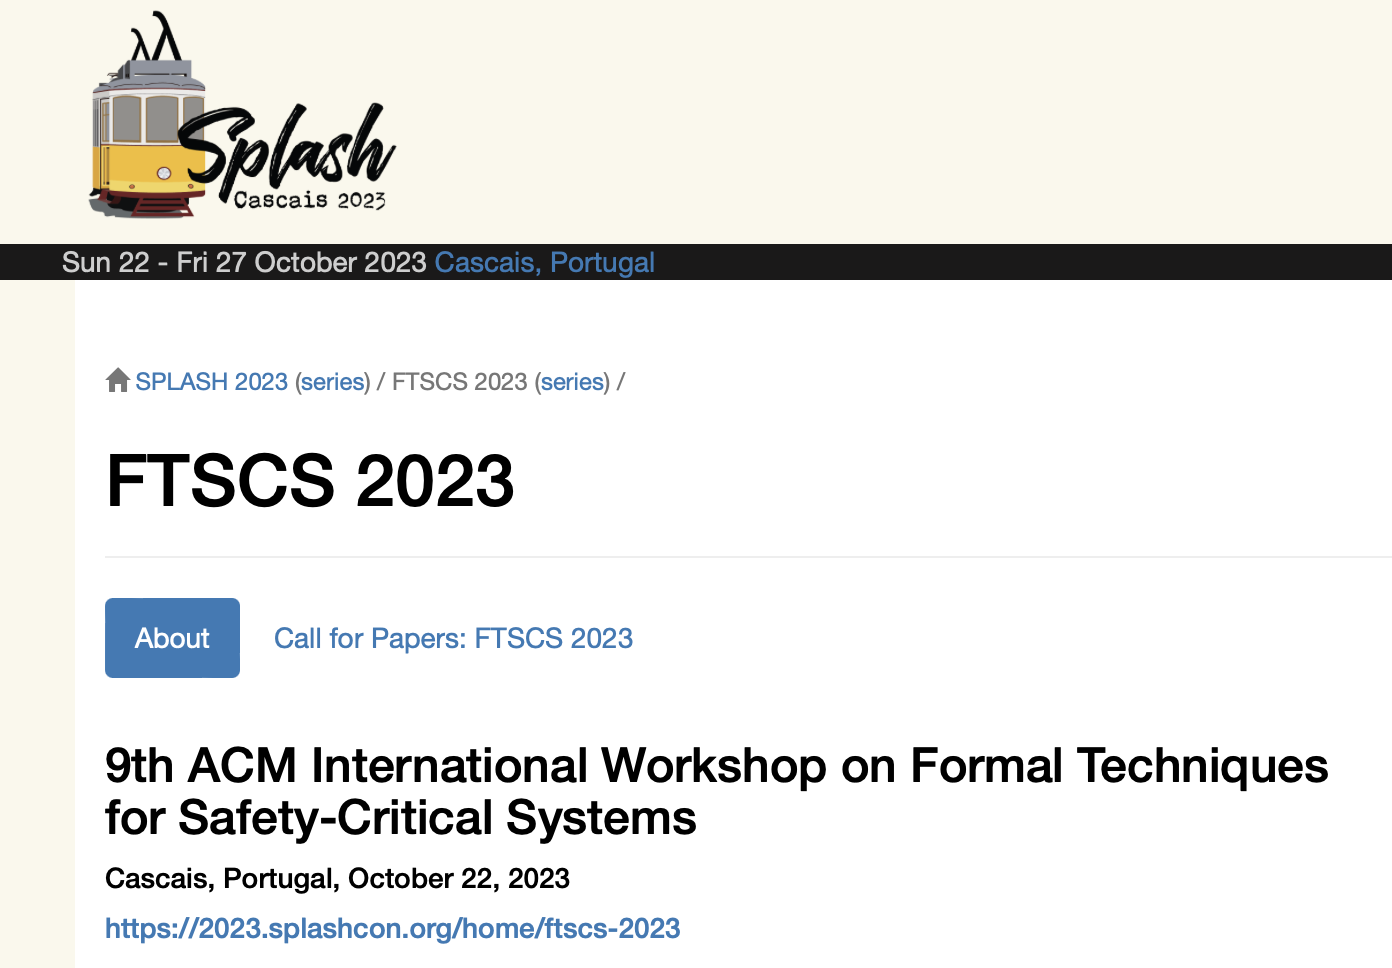 Splash
Cascais 2023
Sun 22 - Fri 27 October 2023 Cascais, Portugal
SPLASH 2023 (series) / FTSCS 2023 (series) /
FTSCS 2023
About
Call for Papers: FTSCS 2023
9th ACM International Workshop on Formal Techniques
for Safety-Critical Systems
Cascais, Portugal, October 22, 2023
https://2023.splashcon.org/home/ftscs-2023